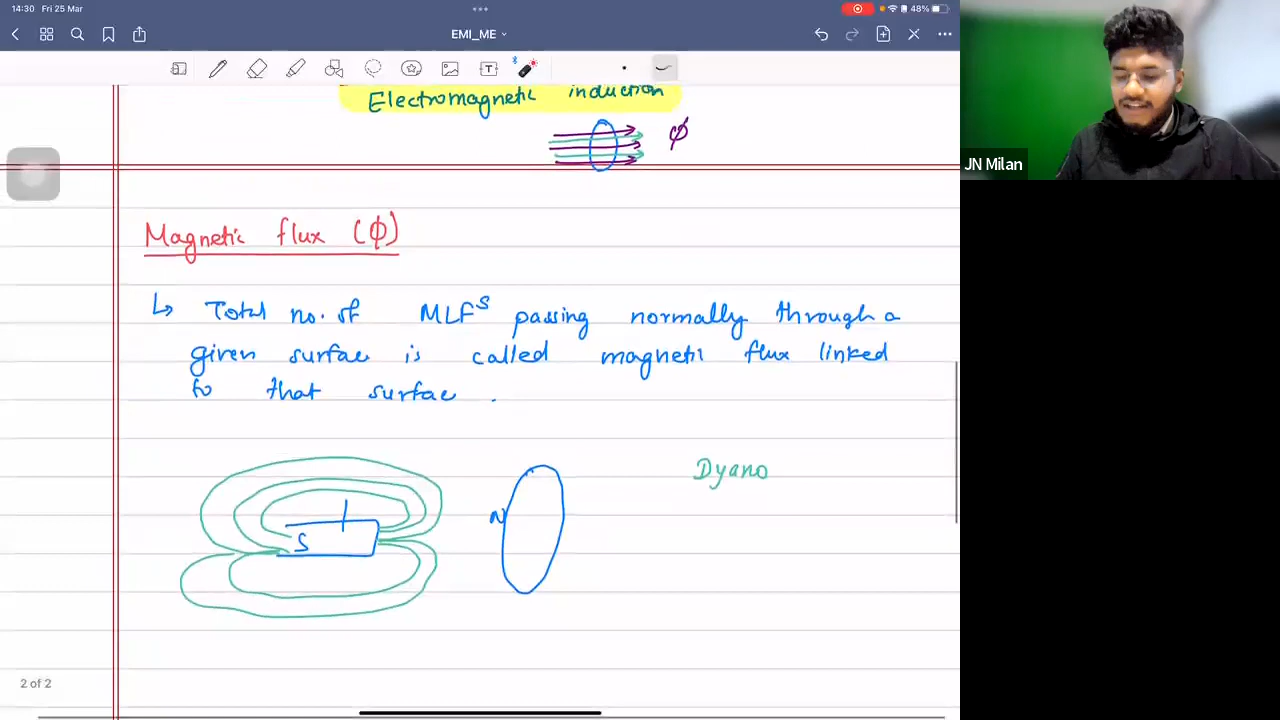 14:30 Fri 25 Mar
48%
EMI_ME
Electromagnetic induction
ϕ
JN Milan
Magnetic flux (ϕ)
↳ Total no. of MLFs passing normally through a
given surface is called magnetic flux linked
to that surface .
Dyano
N
S
2 of 2